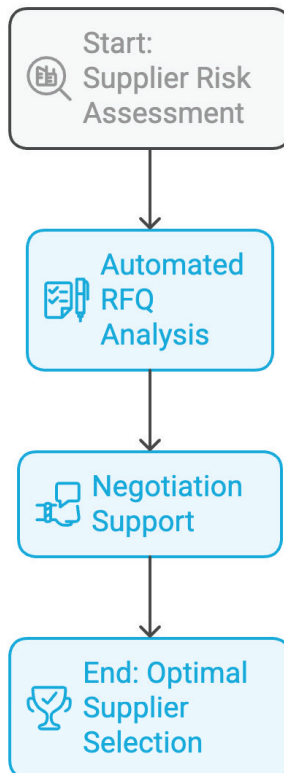 Start:
Supplier Risk
Assessment
Automated
RFQ
Analysis
Negotiation
Support
End: Optimal
Supplier
Selection